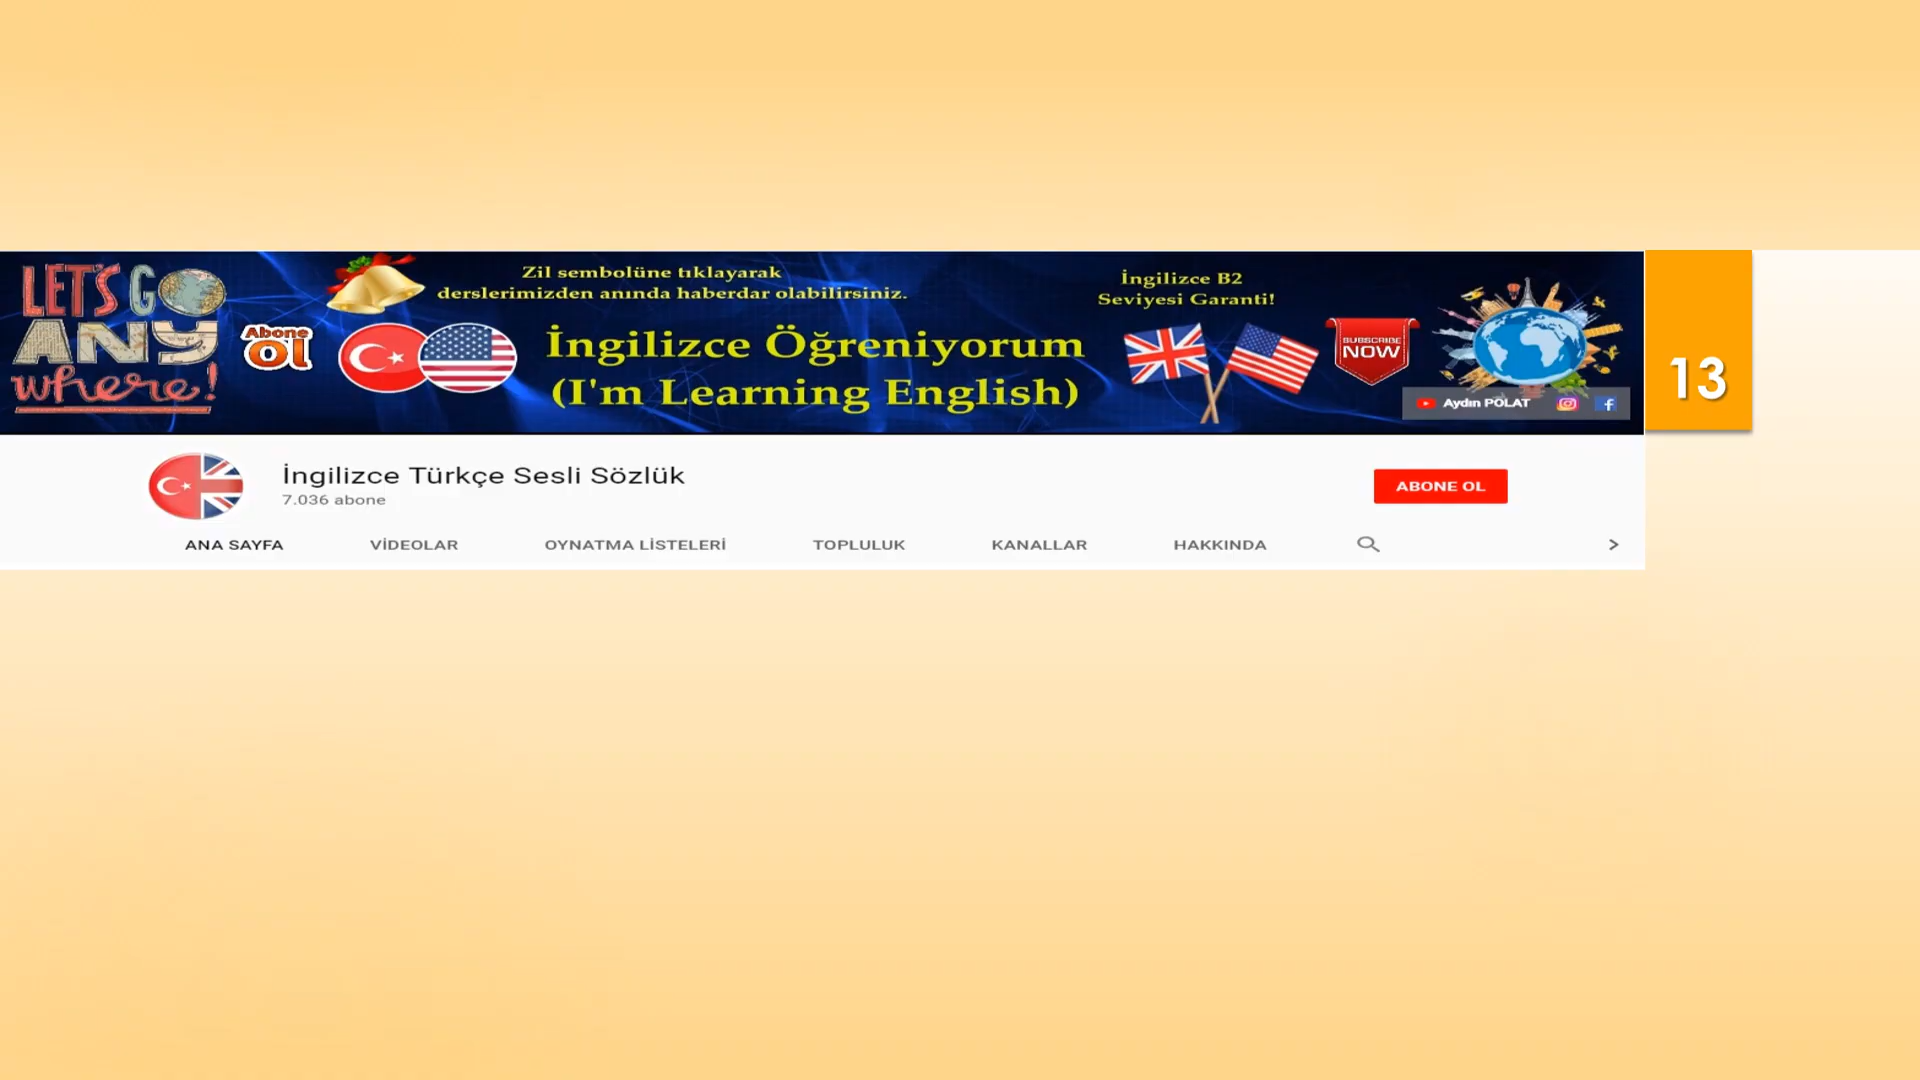 LET'S GO
ANY
where!
Abone
Ol
Zil sembolüne tıklayarak
derslerimizden anında haberdar olabilirsiniz.
İngilizce Öğreniyorum
(I'm Learning English)
İngilizce B2
Seviyesi Garanti!
SUBSCRIBE
NOW
Aydın POLAT
13
İngilizce Türkçe Sesli Sözlük
7.036 abone
ABONE OL
ANA SAYFA VİDEOLAR OYNATMA LİSTELERİ TOPLULUK KANALLAR HAKKINDA